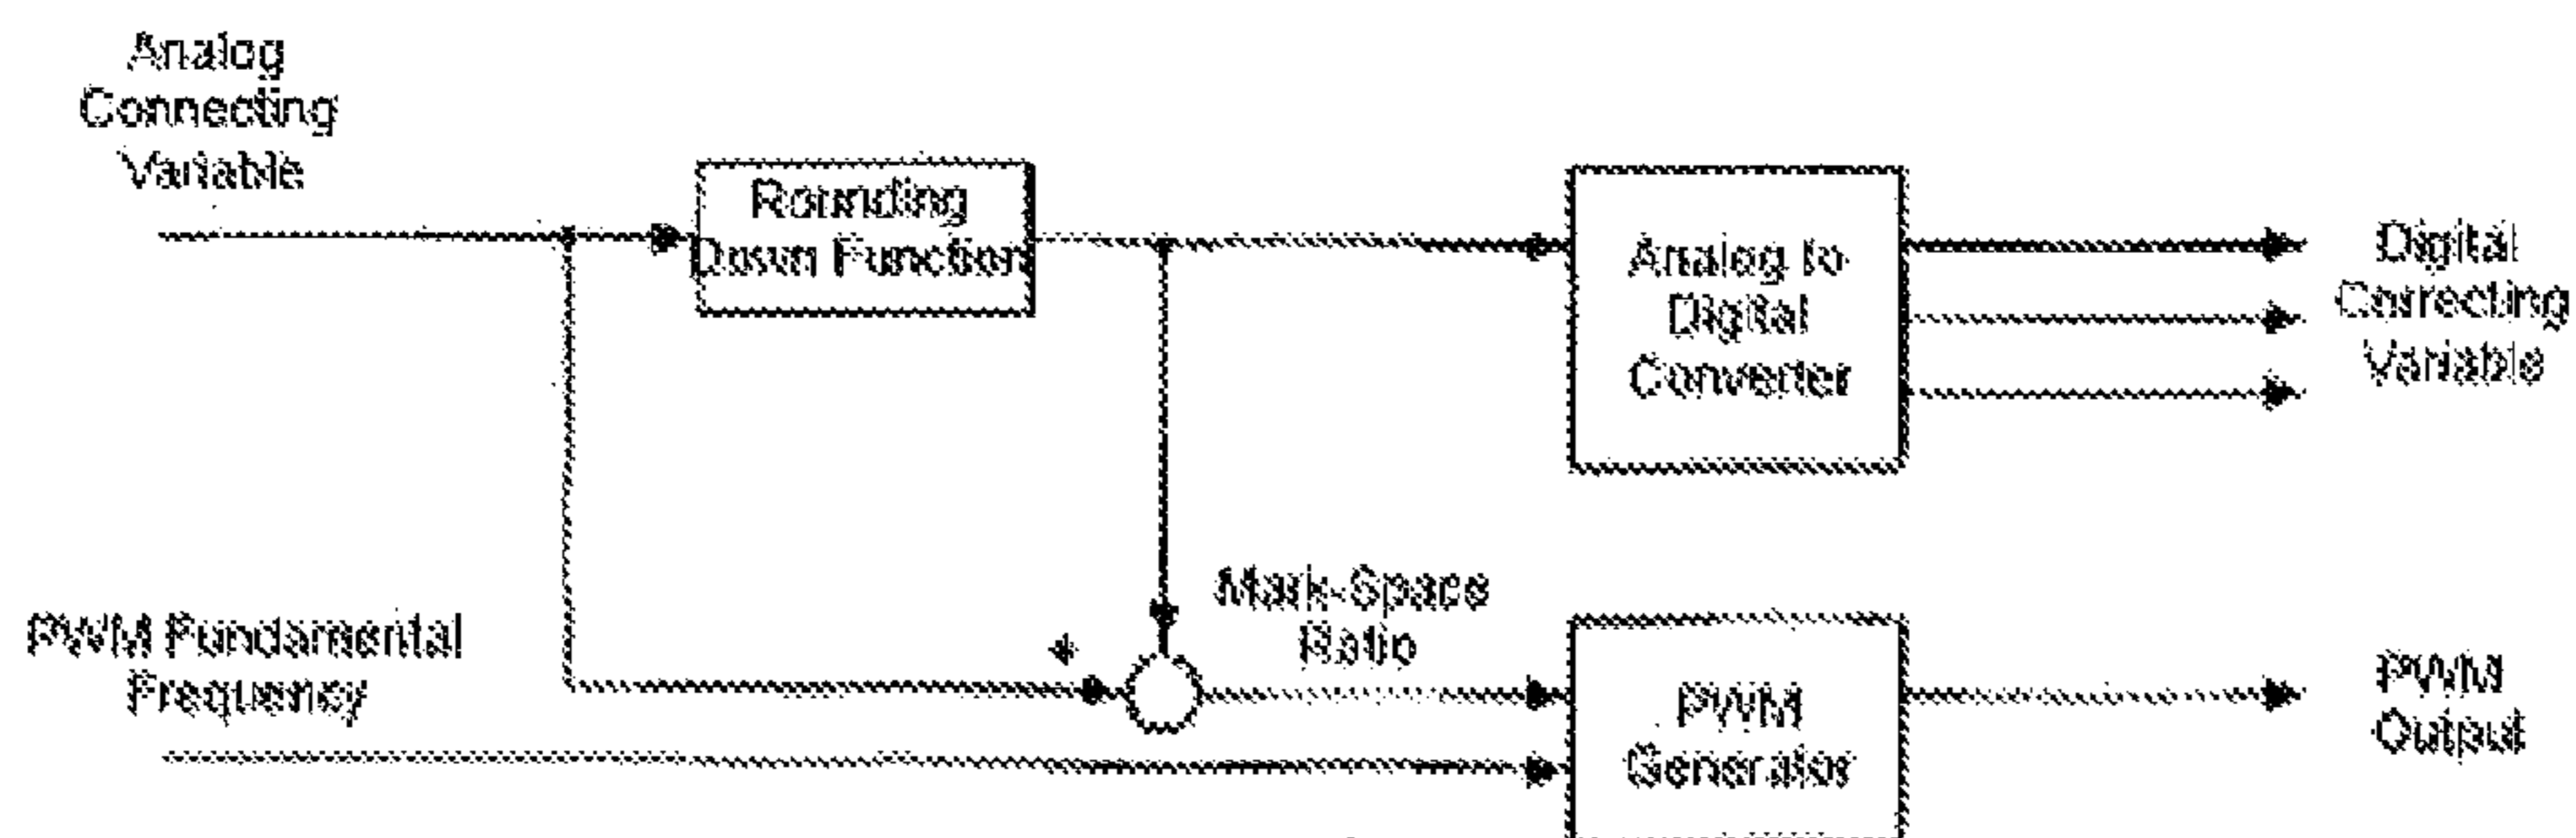 Analog
Connecting
Variable
Rounding
Down Function
Analog to
Digital
Converter
Digital
Correcting
Variable
PWM Fundamental
Frequency
+
Mark-Space
Ratio
PWM
Generator
PWM
Output